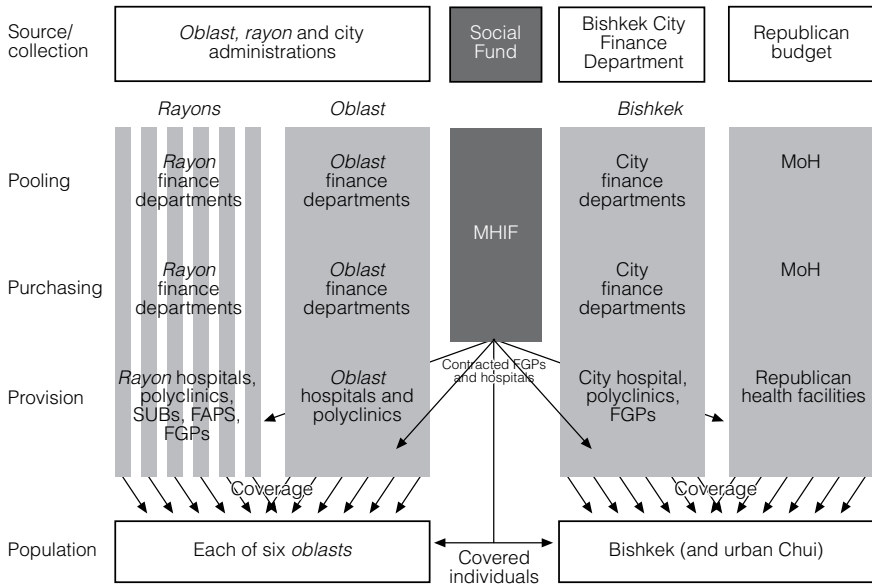 Source/
collection
Oblast, rayon and city
administrations
Social
Fund
Bishkek City
Finance
Department
Republican
budget
Rayons
Oblast
Bishkek
Pooling
Rayon
finance
departments
Oblast
finance
departments
MHIF
City
finance
departments
MoH
Purchasing
Rayon
finance
departments
Oblast
finance
departments
City
finance
departments
MoH
Contracted FGPs
and hospitals
Provision
Rayon hospitals,
polyclinics,
SUBs, FAPS,
FGPs
Oblast
hospitals and
polyclinics
City hospital,
polyclinics,
FGPs
Republican
health facilities
Coverage
Coverage
Population
Each of six oblasts
Covered
individuals
Bishkek (and urban Chui)